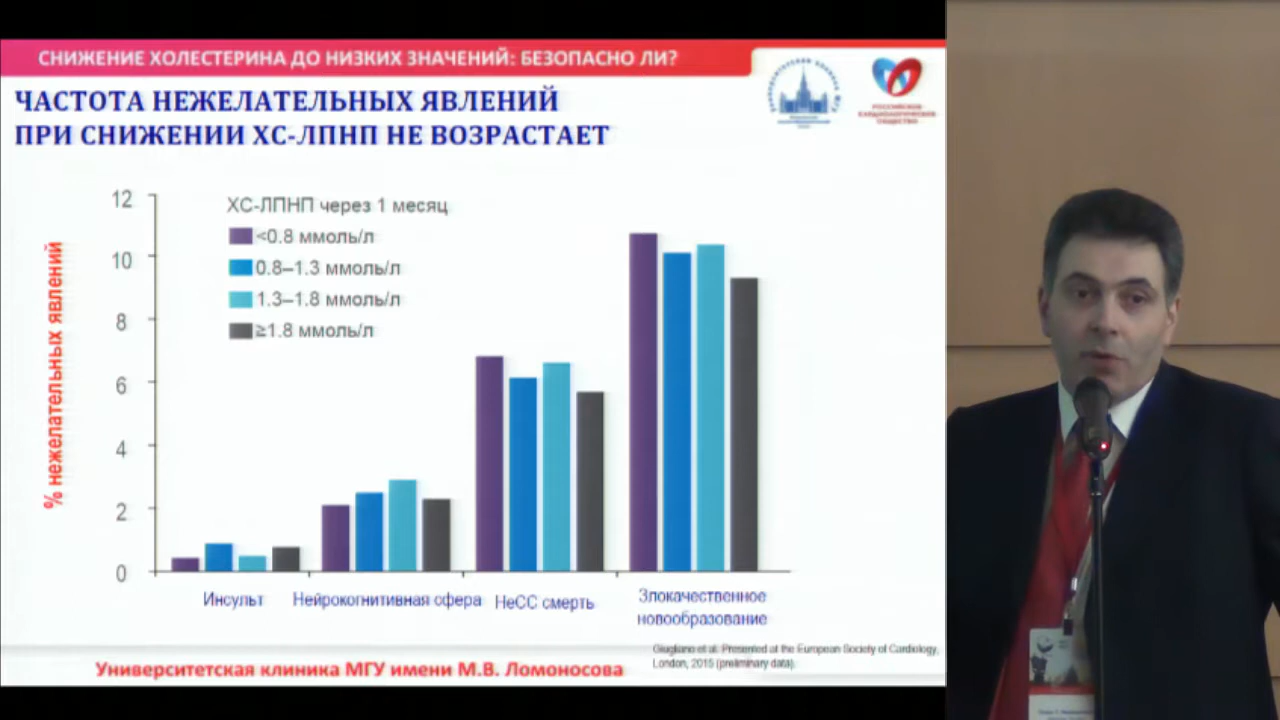 СНИЖЕНИЕ ХОЛЕСТЕРИНА ДО НИЗКИХ ЗНАЧЕНИЙ: БЕЗОПАСНО ЛИ?
ЧАСТОТА НЕЖЕЛАТЕЛЬНЫХ ЯВЛЕНИЙ
ПРИ СНИЖЕНИИ ХС-ЛПНП НЕ ВОЗРАСТАЕТ
РОССИЙСКОЕ
КАРДИОЛОГИЧЕСКОЕ
ОБЩЕСТВО
% нежелательных явлений
12
10
8
6
4
2
0
ХС-ЛПНП через 1 месяц
<0.8 ммоль/л
0.8–1.3 ммоль/л
1.3–1.8 ммоль/л
≥1.8 ммоль/л
Инсульт
Нейрокогнитивная сфера
НеСС смерть
Злокачественное
новообразование
Giugliano et al. Presented at the European Society of Cardiology,
London, 2015 (preliminary data).
Университетская клиника МГУ имени М.В. Ломоносова